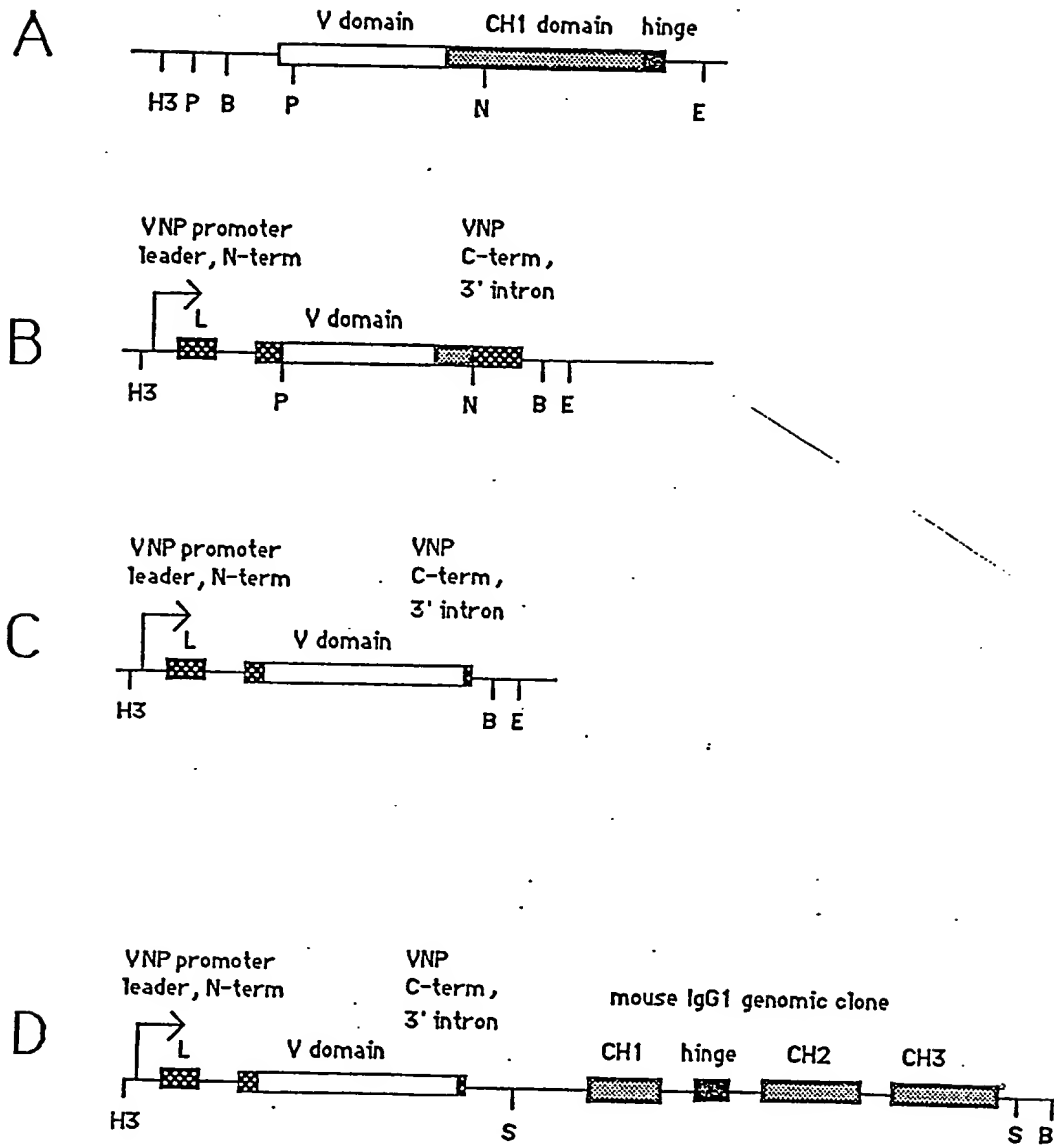 A
V domain CH1 domain hinge
H3 P B P N E
B
VNP promoter
leader, N-term
VNP
C-term,
3' intron
L V domain
H3 P N B E
C
VNP promoter
leader, N-term
VNP
C-term,
3' intron
L V domain
H3 B E
D
VNP promoter
leader, N-term
VNP
C-term,
3' intron
mouse IgG1 genomic clone
L V domain CH1 hinge CH2 CH3
H3 S S B